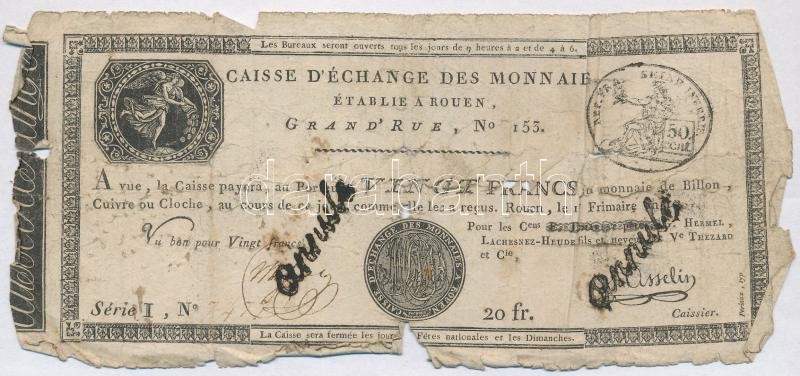 Les Bureaux seront ouverts tous les jours de 9 heures à 2 et de 4 à 6.
CAISSE D'ÉCHANGE DES MONNAIE
ÉTABLIE A ROUEN,
GRAND'RUE, No 153.
50
CENT
A vue, la Caisse payera, au Por VINGT FRANCS en monnaie de Billon,
Cuivre ou Cloche, au cours de ce jour, comme elle les a reçus. Rouen, le 1 Frimaire
Vu bon pour Vingt francs
Pour les Cens HERMEL,
LACHESNEZ-HEUDE fils et neveu, Ve THEZARD
et Cie,
annulé
annulé
CAISSE D'ÉCHANGE DES MONNAIES ROUEN
Asselin
Série I, No
20 fr.
Caissier.
La Caisse sera fermée les jours Fêtes nationales et les Dimanches.
darabanth